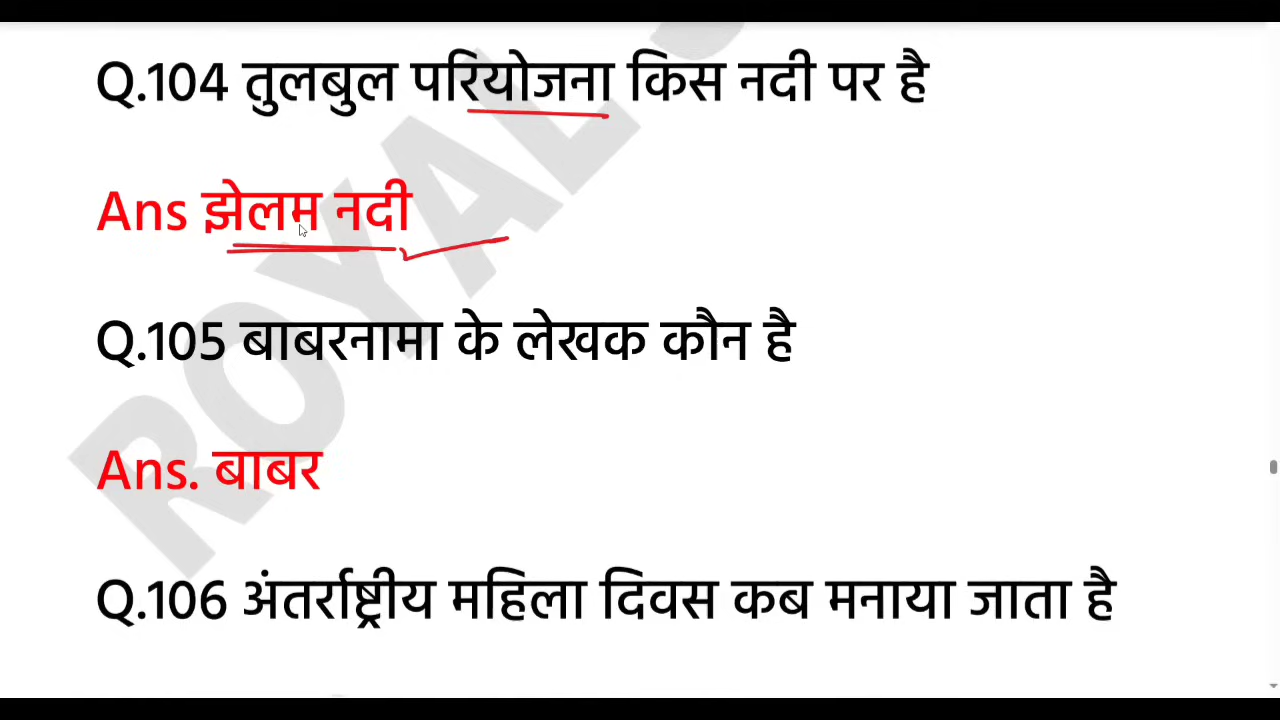 Q.104 तुलबुल परियोजना किस नदी पर है
Ans झेलम नदी
Q.105 बाबरनामा के लेखक कौन है
Ans. बाबर
Q.106 अंतर्राष्ट्रीय महिला दिवस कब मनाया जाता है
ROYAL